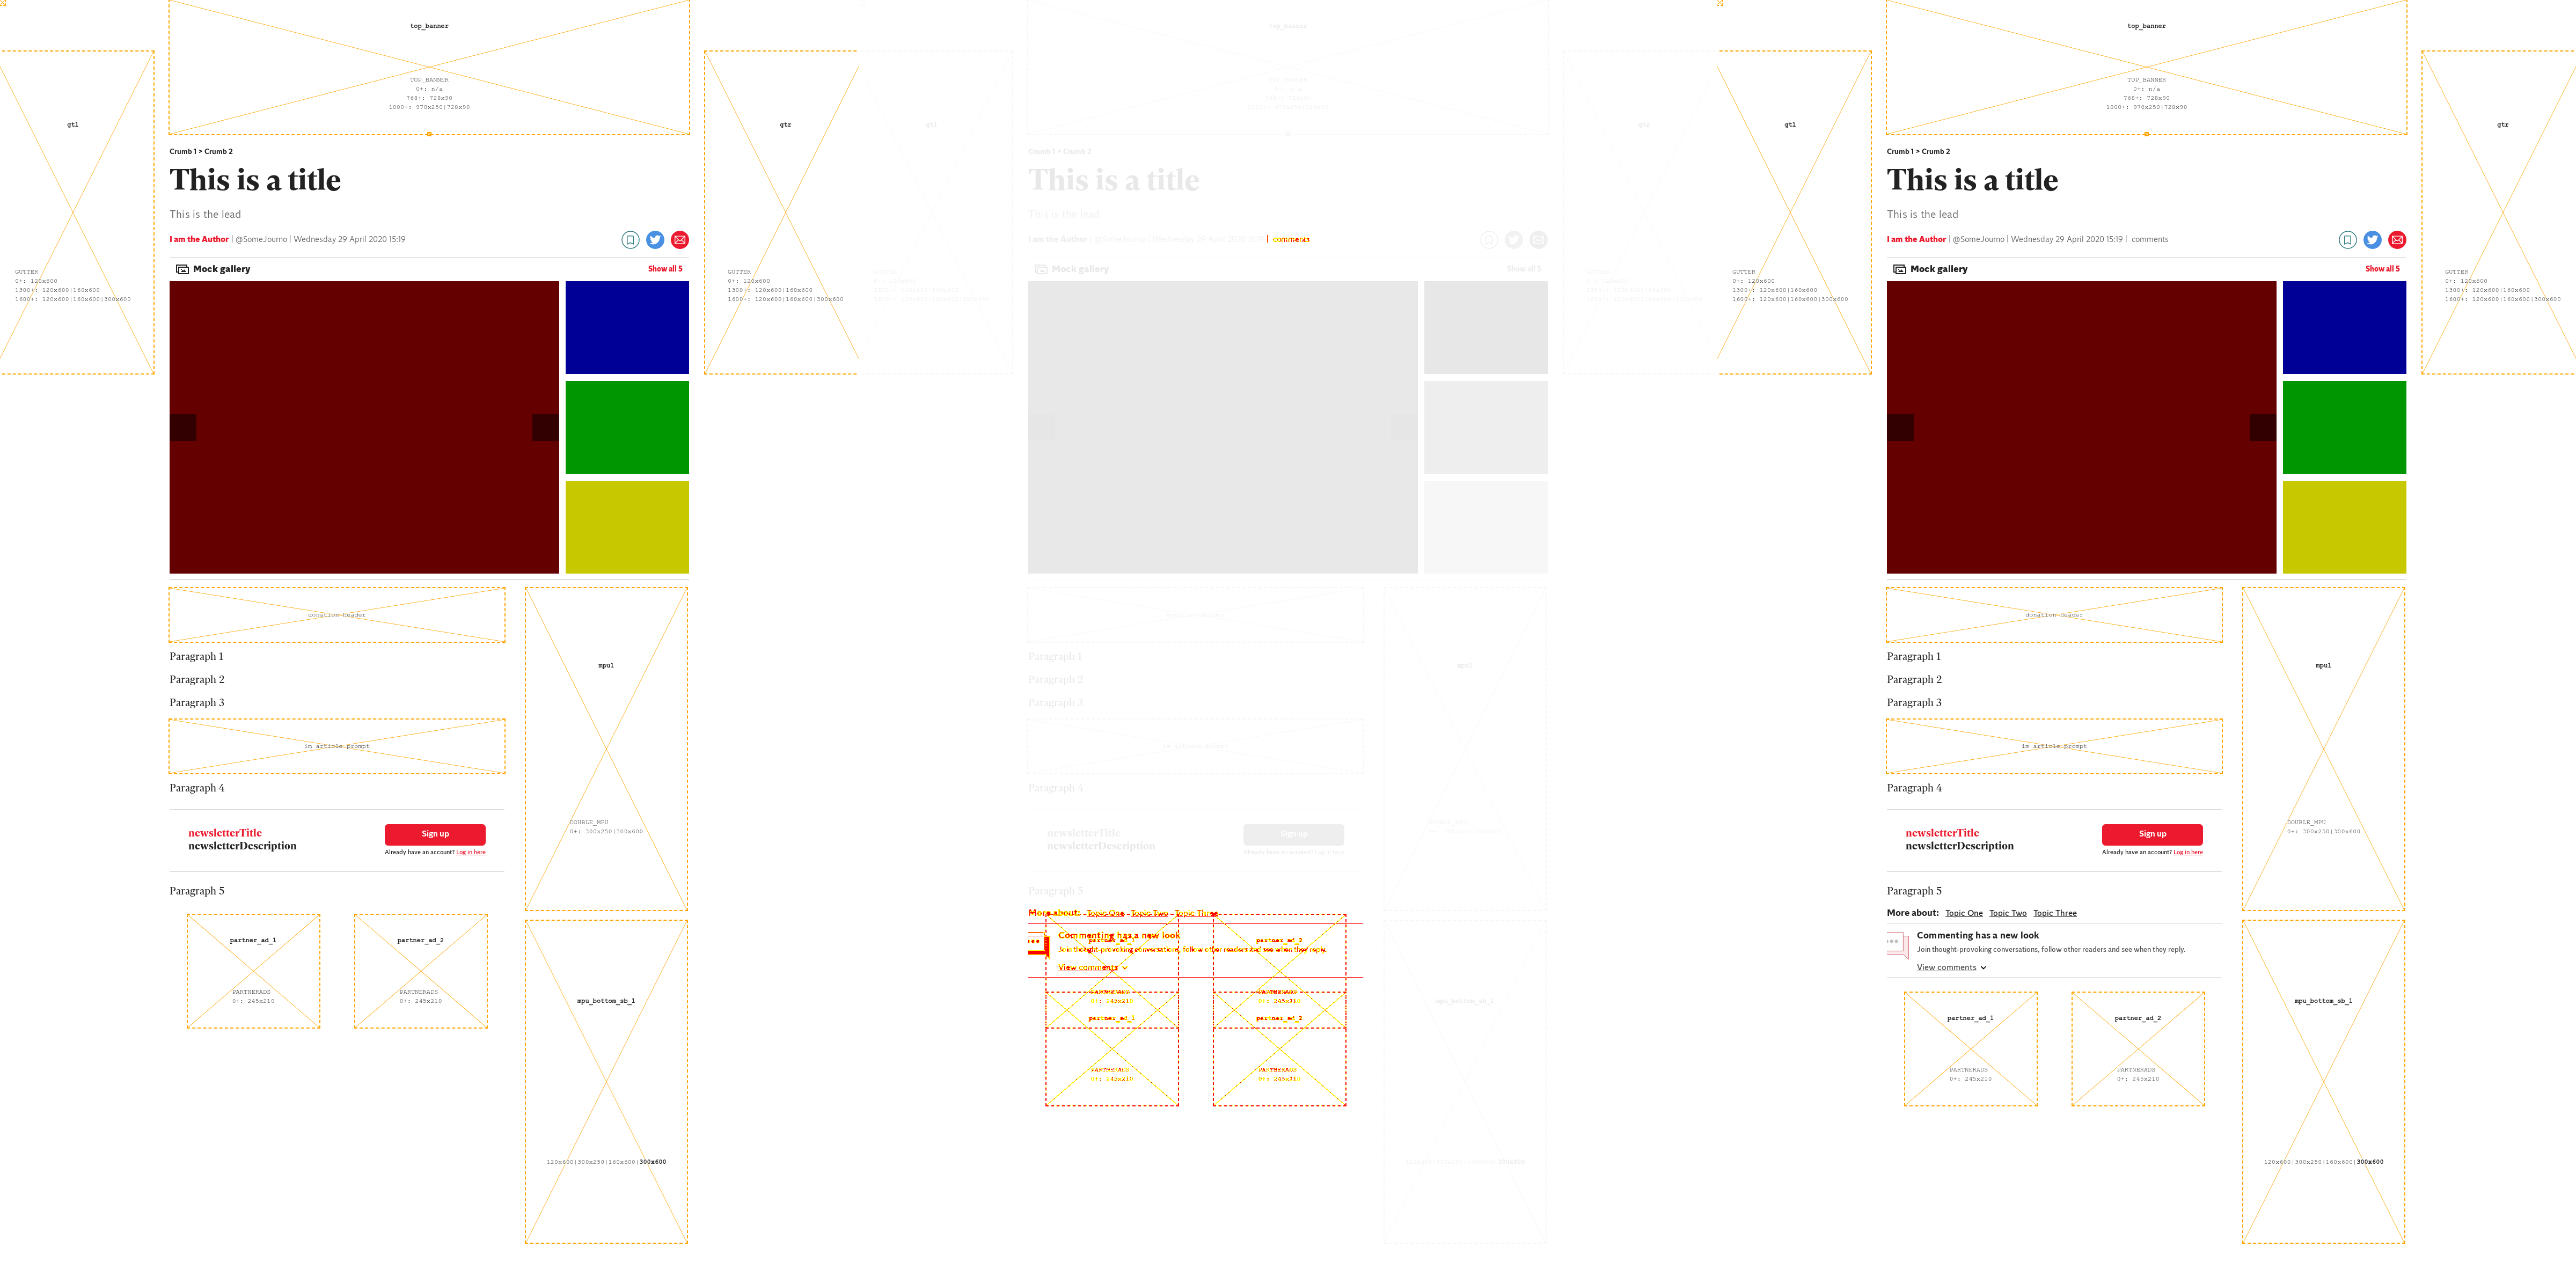 top_banner
TOP_BANNER
0+: n/a
768+: 728x90
1000+: 970x250|728x90
gtl
GUTTER
0+: 120x600
1300+: 120x600|160x600
1600+: 120x600|160x600|300x600
gtr
GUTTER
0+: 120x600
1300+: 120x600|160x600
1600+: 120x600|160x600|300x600
Crumb 1 > Crumb 2
This is a title
This is the lead
I am the Author | @SomeJourno | Wednesday 29 April 2020 15:19
Mock gallery
Show all 5
donation header
Paragraph 1
Paragraph 2
Paragraph 3
im article prompt
Paragraph 4
newsletterTitle
newsletterDescription
Sign up
Already have an account? Log in here
Paragraph 5
partner_ad_1
PARTNERADS
0+: 245x210
partner_ad_2
PARTNERADS
0+: 245x210
mpu1
DOUBLE_MPU
0+: 300x250|300x600
mpu_bottom_sb_1
120x600|300x250|160x600|300x600
top_banner
gtl
gtr
Crumb 1 > Crumb 2
This is a title
This is the lead
I am the Author | @SomeJourno | Wednesday 29 April 2020 15:19 | comments
Mock gallery
Show all 5
Paragraph 1
Paragraph 2
Paragraph 3
Paragraph 4
newsletterTitle
newsletterDescription
Sign up
Already have an account? Log in here
Paragraph 5
More about: Topic One Topic Two Topic Three
Commenting has a new look
Join thought-provoking conversations, follow other readers and see when they reply.
View comments
partner_ad_1
partner_ad_2
PARTNERADS
0+: 245x210
PARTNERADS
0+: 245x210
partner_ad_1
partner_ad_2
PARTNERADS
0+: 245x210
PARTNERADS
0+: 245x210
mpu1
mpu_bottom_sb_1
top_banner
TOP_BANNER
0+: n/a
768+: 728x90
1000+: 970x250|728x90
gtl
GUTTER
0+: 120x600
1300+: 120x600|160x600
1600+: 120x600|160x600|300x600
gtr
GUTTER
0+: 120x600
1300+: 120x600|160x600
1600+: 120x600|160x600|300x600
Crumb 1 > Crumb 2
This is a title
This is the lead
I am the Author | @SomeJourno | Wednesday 29 April 2020 15:19 | comments
Mock gallery
Show all 5
donation header
Paragraph 1
Paragraph 2
Paragraph 3
im article prompt
Paragraph 4
newsletterTitle
newsletterDescription
Sign up
Already have an account? Log in here
Paragraph 5
More about: Topic One Topic Two Topic Three
Commenting has a new look
Join thought-provoking conversations, follow other readers and see when they reply.
View comments
partner_ad_1
PARTNERADS
0+: 245x210
partner_ad_2
PARTNERADS
0+: 245x210
mpu1
DOUBLE_MPU
0+: 300x250|300x600
mpu_bottom_sb_1
120x600|300x250|160x600|300x600